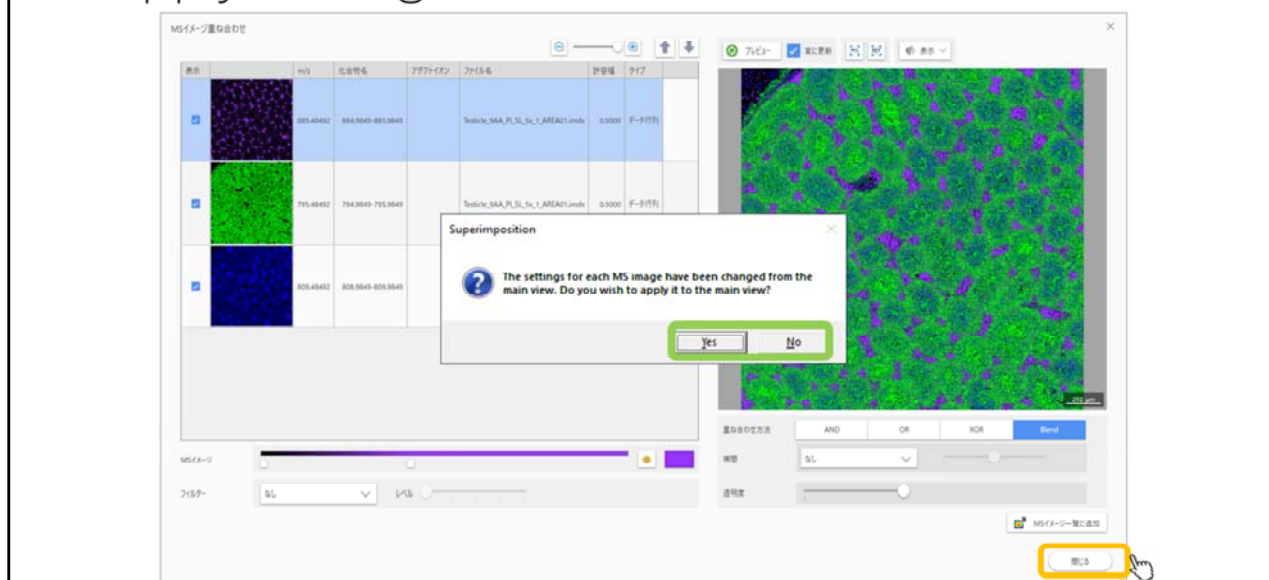 MSイメージ重ね合わせ
プレビュー 常に更新 表示
表示 m/z 化合物名 アダクトイオン ファイル名 許容幅 タイプ
885.48492 884.9849-885.9849 Testicle_9AA_PI_SL_5x_1_AREA01.imdx 0.5000 データ行列
795.48492 794.9849-795.9849 Testicle_9AA_PI_SL_5x_1_AREA01.imdx 0.5000 データ行列
Superimposition
The settings for each MS image have been changed from the
main view. Do you wish to apply it to the main view?
809.48492 808.9849-809.9849
Yes No
250 µm
重ね合わせ方法 AND OR XOR Blend
MSイメージ
補間 なし
フィルター なし レベル
透明度
MSイメージ一覧に追加
閉じる